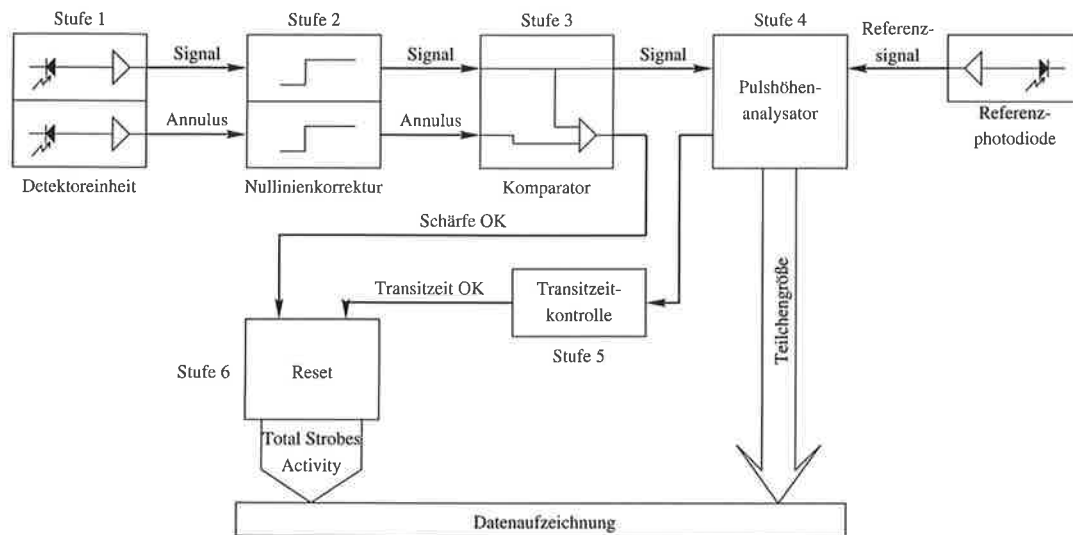 Stufe 1
Stufe 2
Stufe 3
Stufe 4
Signal
Signal
Signal
Referenz-
signal
Pulshöhen-
analysator
Annulus
Annulus
Referenz-
photodiode
Detektoreinheit
Nullinienkorrektur
Komparator
Schärfe OK
Transitzeit OK
Transitzeit-
kontrolle
Stufe 5
Teilchengröße
Stufe 6
Reset
Total Strobes
Activity
Datenaufzeichnung